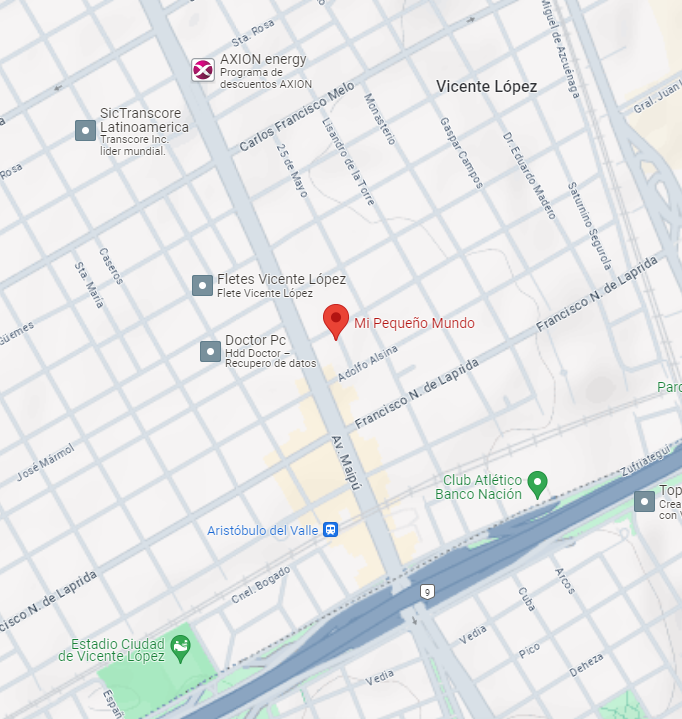 Sta. Rosa
Miguel de Azcuénaga
AXION energy
Programa de
descuentos AXION
Vicente López
Gral. Juan
Carlos Francisco Melo
Monasterio
SicTranscore
Latinoamerica
Transcore Inc.
lider mundial.
Lisandro de la Torre
Gaspar Campos
Dr. Eduardo Madero
25 de Mayo
Rosa
Saturnino Segurola
Caseros
Sta. María
Francisco N. de Laprida
Fletes Vicente López
Flete Vicente López
Mi Pequeño Mundo
Güemes
Doctor Pc
Hdd Doctor –
Recupero de datos
Adolfo Alsina
Francisco N. de Laprida
Parq
Av. Maipú
José Mármol
Zufriategui
Club Atlético
Banco Nación
Top
Crea
con V
Aristóbulo del Valle
Cnel. Bogado
9
Arcos
Cuba
cisco N. de Laprida
Vedia
Pico
Deheza
Estadio Ciudad
de Vicente López
Vedia
España